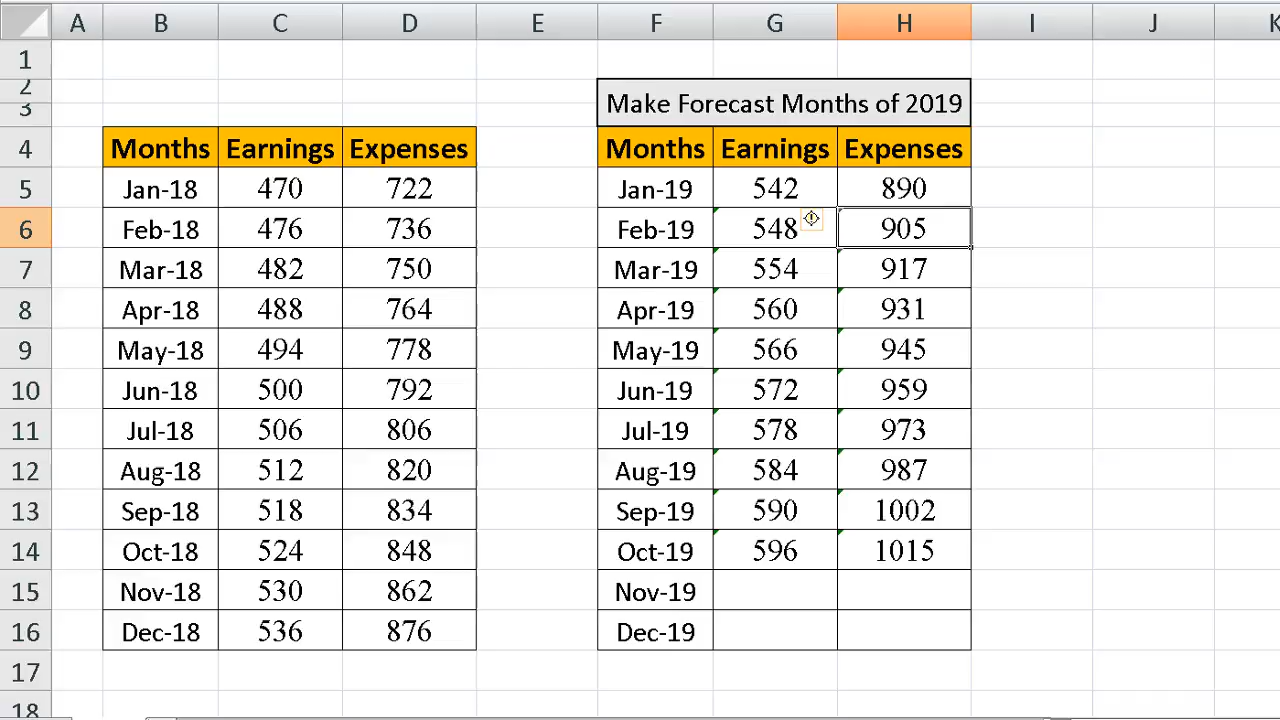 A B C D E F G H I J K
1
2
3 Make Forecast Months of 2019
4 Months Earnings Expenses Months Earnings Expenses
5 Jan-18 470 722 Jan-19 542 890
6 Feb-18 476 736 Feb-19 548 905
7 Mar-18 482 750 Mar-19 554 917
8 Apr-18 488 764 Apr-19 560 931
9 May-18 494 778 May-19 566 945
10 Jun-18 500 792 Jun-19 572 959
11 Jul-18 506 806 Jul-19 578 973
12 Aug-18 512 820 Aug-19 584 987
13 Sep-18 518 834 Sep-19 590 1002
14 Oct-18 524 848 Oct-19 596 1015
15 Nov-18 530 862 Nov-19
16 Dec-18 536 876 Dec-19
17
18